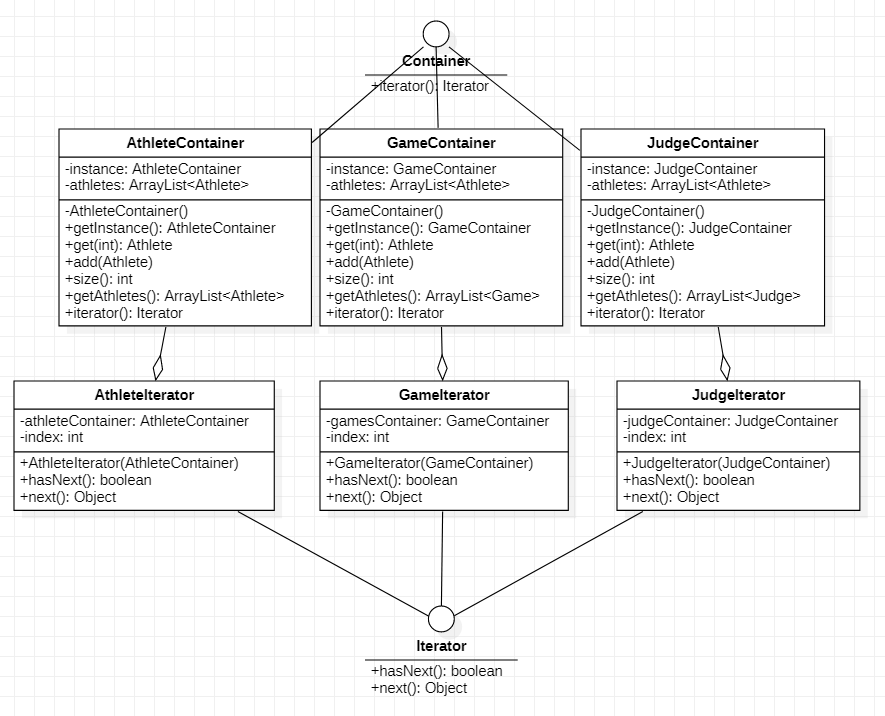 Container
+iterator(): Iterator
AthleteContainer
-instance: AthleteContainer
-athletes: ArrayList<Athlete>
-AthleteContainer()
+getInstance(): AthleteContainer
+get(int): Athlete
+add(Athlete)
+size(): int
+getAthletes(): ArrayList<Athlete>
+iterator(): Iterator
GameContainer
-instance: GameContainer
-athletes: ArrayList<Athlete>
-GameContainer()
+getInstance(): GameContainer
+get(int): Athlete
+add(Athlete)
+size(): int
+getAthletes(): ArrayList<Game>
+iterator(): Iterator
JudgeContainer
-instance: JudgeContainer
-athletes: ArrayList<Athlete>
-JudgeContainer()
+getInstance(): JudgeContainer
+get(int): Athlete
+add(Athlete)
+size(): int
+getAthletes(): ArrayList<Judge>
+iterator(): Iterator
AthleteIterator
-athleteContainer: AthleteContainer
-index: int
+AthleteIterator(AthleteContainer)
+hasNext(): boolean
+next(): Object
GameIterator
-gamesContainer: GameContainer
-index: int
+GameIterator(GameContainer)
+hasNext(): boolean
+next(): Object
JudgeIterator
-judgeContainer: JudgeContainer
-index: int
+JudgeIterator(JudgeContainer)
+hasNext(): boolean
+next(): Object
Iterator
+hasNext(): boolean
+next(): Object